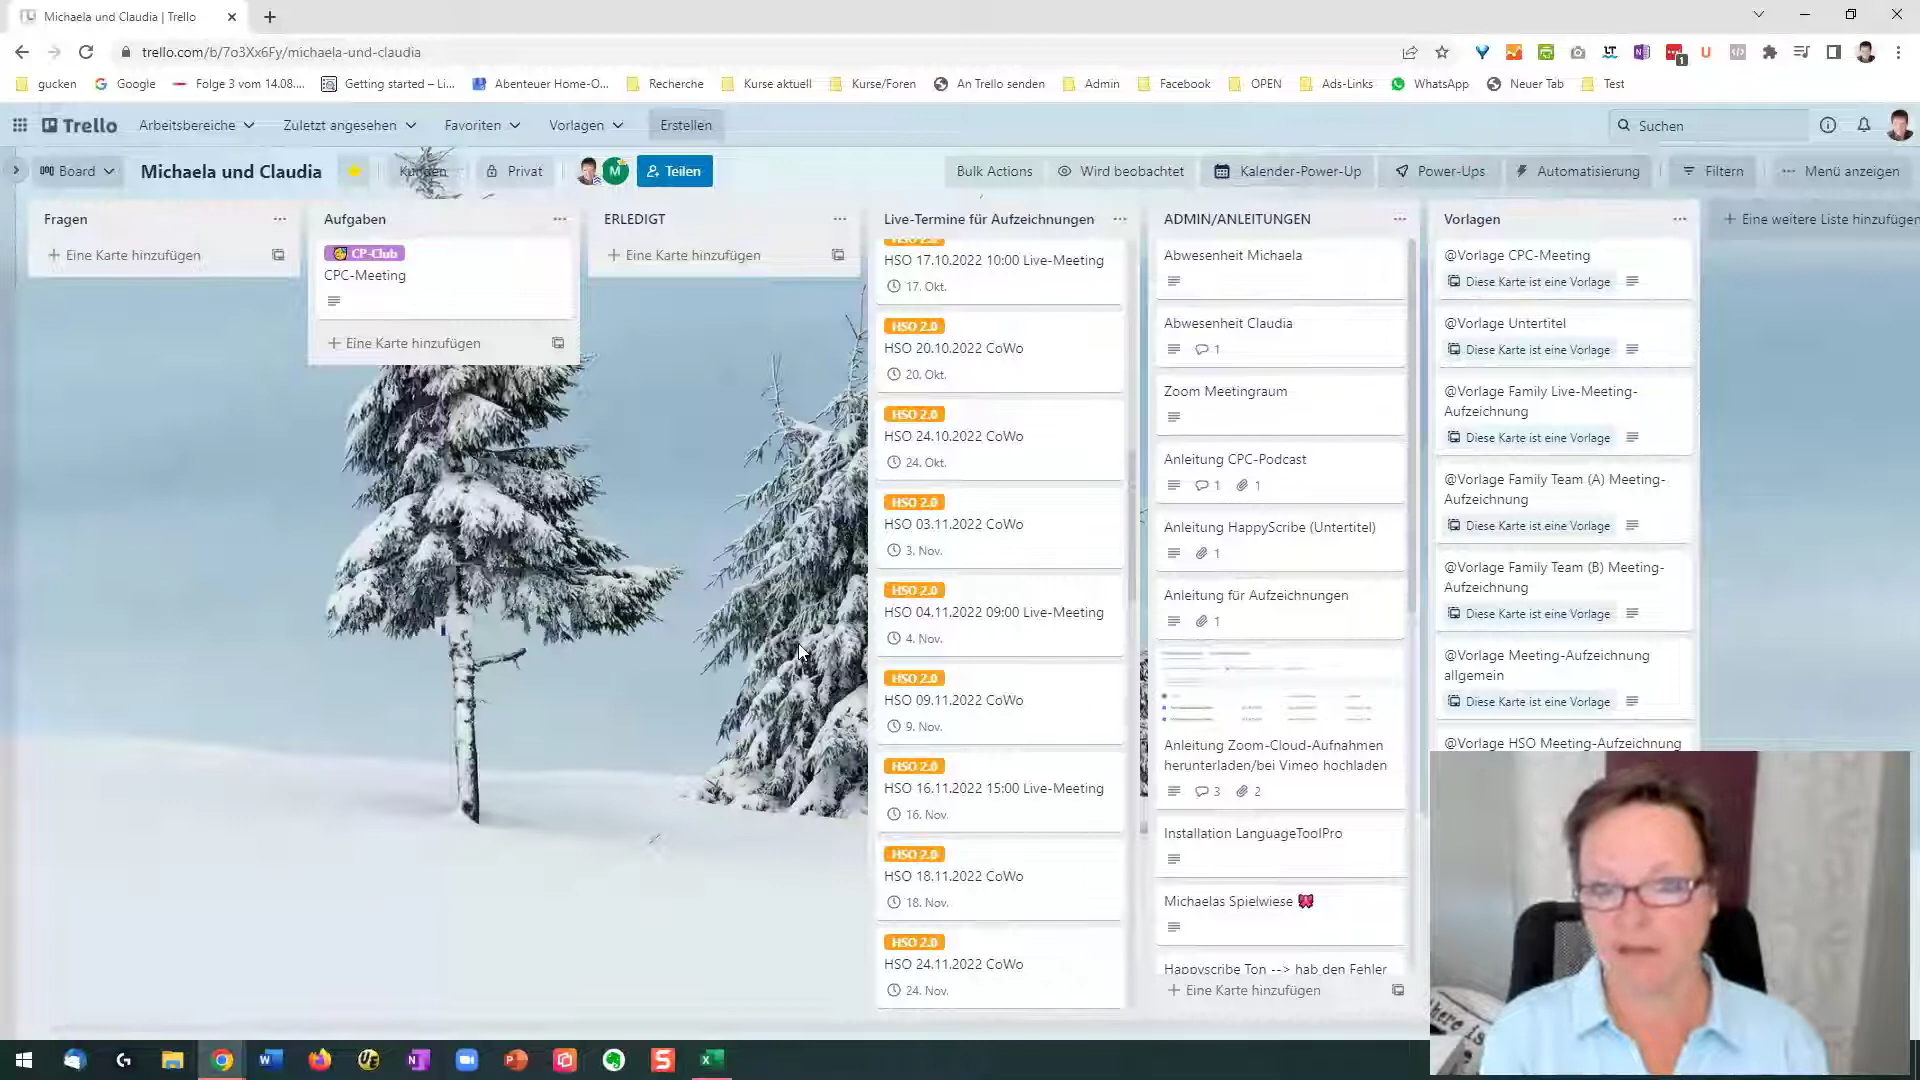 Michaela und Claudia | Trello
trello.com/b/7o3Xx6Fy/michaela-und-claudia
gucken
Google
Folge 3 vom 14.08....
Getting started – Li...
Abenteuer Home-O...
Recherche
Kurse aktuell
Kurse/Foren
An Trello senden
Admin
Facebook
OPEN
Ads-Links
WhatsApp
Neuer Tab
Test
Trello
Arbeitsbereiche
Zuletzt angesehen
Favoriten
Vorlagen
Erstellen
Suchen
Board
Michaela und Claudia
Kunden
Privat
M
Teilen
Bulk Actions
Wird beobachtet
Kalender-Power-Up
Power-Ups
Automatisierung
Filtern
Menü anzeigen
Fragen
+ Eine Karte hinzufügen
Aufgaben
CP-Club
CPC-Meeting
+ Eine Karte hinzufügen
ERLEDIGT
+ Eine Karte hinzufügen
Live-Termine für Aufzeichnungen
HSO 2.0
HSO 17.10.2022 10:00 Live-Meeting
17. Okt.
HSO 2.0
HSO 20.10.2022 CoWo
20. Okt.
HSO 2.0
HSO 24.10.2022 CoWo
24. Okt.
HSO 2.0
HSO 03.11.2022 CoWo
3. Nov.
HSO 2.0
HSO 04.11.2022 09:00 Live-Meeting
4. Nov.
HSO 2.0
HSO 09.11.2022 CoWo
9. Nov.
HSO 2.0
HSO 16.11.2022 15:00 Live-Meeting
16. Nov.
HSO 2.0
HSO 18.11.2022 CoWo
18. Nov.
HSO 2.0
HSO 24.11.2022 CoWo
24. Nov.
ADMIN/ANLEITUNGEN
Abwesenheit Michaela
Abwesenheit Claudia
1
Zoom Meetingraum
Anleitung CPC-Podcast
1 1
Anleitung HappyScribe (Untertitel)
1
Anleitung für Aufzeichnungen
1
Anleitung Zoom-Cloud-Aufnahmen
herunterladen/bei Vimeo hochladen
3 2
Installation LanguageToolPro
Michaelas Spielwiese
Happyscribe Ton --> hab den Fehler
+ Eine Karte hinzufügen
Vorlagen
@Vorlage CPC-Meeting
Diese Karte ist eine Vorlage
@Vorlage Untertitel
Diese Karte ist eine Vorlage
@Vorlage Family Live-Meeting-
Aufzeichnung
Diese Karte ist eine Vorlage
@Vorlage Family Team (A) Meeting-
Aufzeichnung
Diese Karte ist eine Vorlage
@Vorlage Family Team (B) Meeting-
Aufzeichnung
Diese Karte ist eine Vorlage
@Vorlage Meeting-Aufzeichnung
allgemein
Diese Karte ist eine Vorlage
@Vorlage HSO Meeting-Aufzeichnung
+ Eine weitere Liste hinzufügen
here is